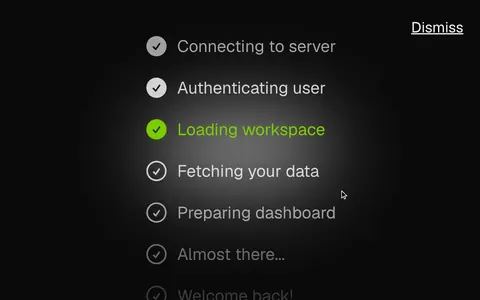 Dismiss
Connecting to server
Authenticating user
Loading workspace
Fetching your data
Preparing dashboard
Almost there...
Welcome back!